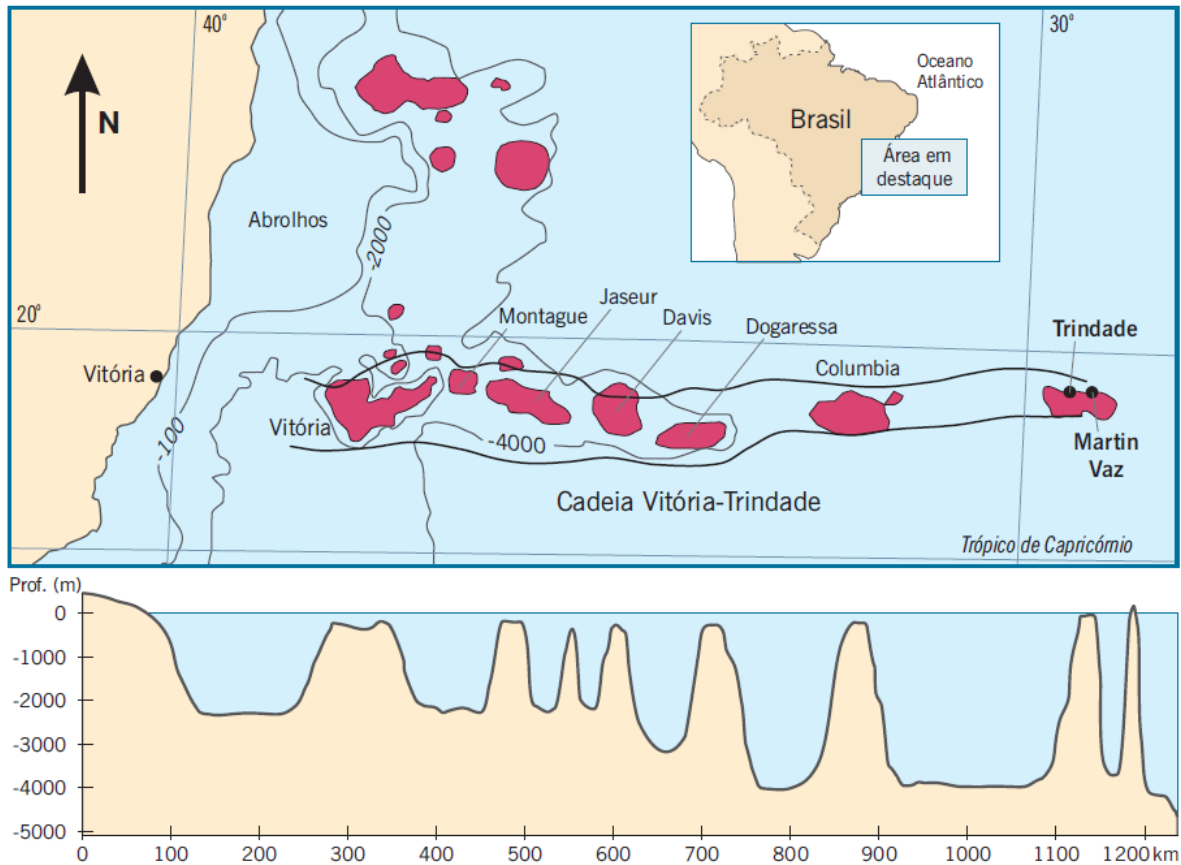 40°
30°
N
Oceano
Atlântico
Brasil
Área em
destaque
Abrolhos
-2000
20°
Jaseur
Montague
Davis
Dogaressa
Trindade
Vitória
Columbia
Vitória
-4000
-100
Martin
Vaz
Cadeia Vitória-Trindade
Trópico de Capricórnio
Prof. (m)
0
-1000
-2000
-3000
-4000
-5000
0 100 200 300 400 500 600 700 800 900 1000 1100 1200 km